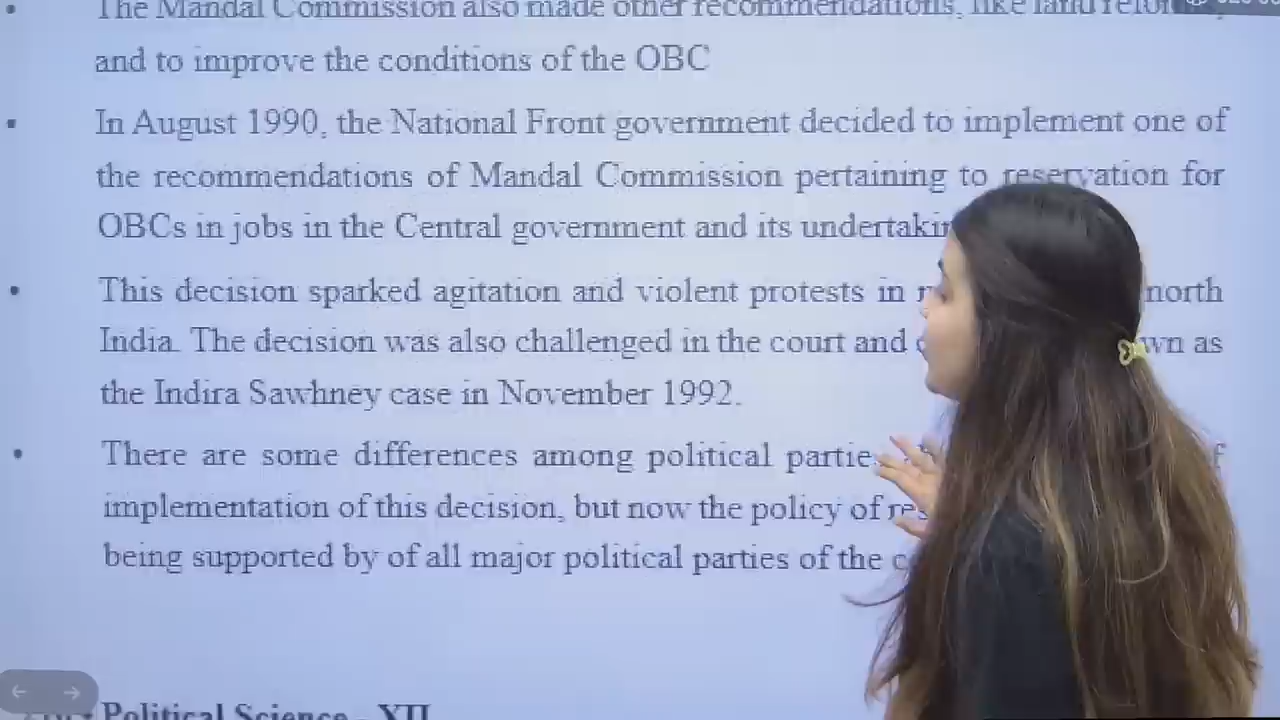 The Mandal Commission also made other recommendations, like land
and to improve the conditions of the OBC
• In August 1990, the National Front government decided to implement one of
the recommendations of Mandal Commission pertaining to reservation for
OBCs in jobs in the Central government and its
• This decision sparked agitation and violent protests in north
India. The decision was also challenged in the court and as
the Indira Sawhney case in November 1992.
• There are some differences among political
implementation of this decision, but now the policy of
being supported by of all major political parties of the
Political Science - XII